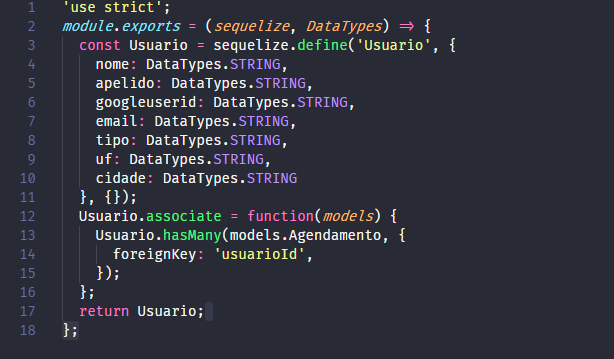 1 'use strict';
2 module.exports = (sequelize, DataTypes) => {
3 const Usuario = sequelize.define('Usuario', {
4 nome: DataTypes.STRING,
5 apelido: DataTypes.STRING,
6 googleuserid: DataTypes.STRING,
7 email: DataTypes.STRING,
8 tipo: DataTypes.STRING,
9 uf: DataTypes.STRING,
10 cidade: DataTypes.STRING
11 }, {});
12 Usuario.associate = function(models) {
13 Usuario.hasMany(models.Agendamento, {
14 foreignKey: 'usuarioId',
15 });
16 };
17 return Usuario;
18 };